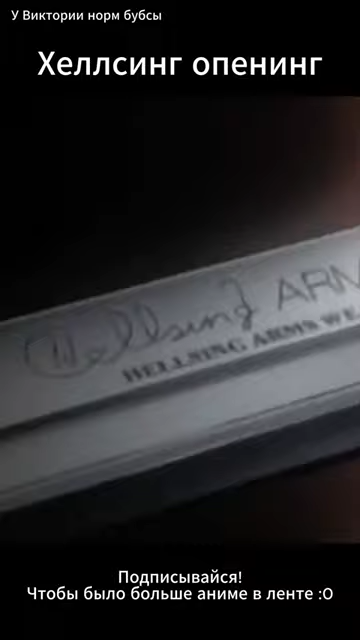 У Виктории норм бубсы
Хеллсинг опенинг
Hellsing ARM
HELLSING ARMS WE
Подписывайся!
Чтобы было больше аниме в ленте :O